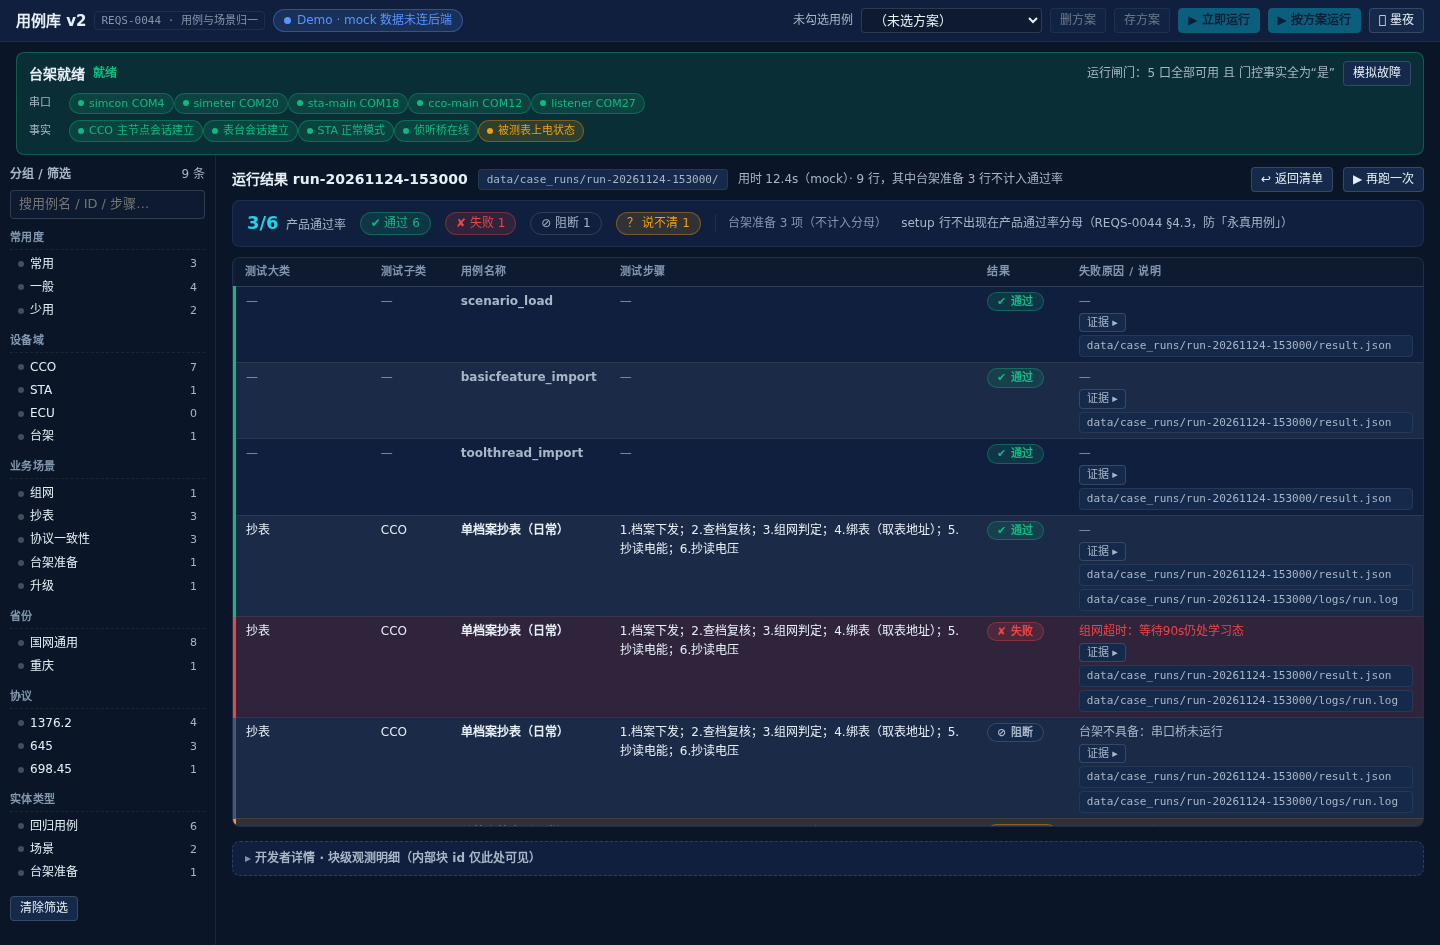 用例库 v2 REQS-0044 · 用例与场景归一 Demo · mock 数据未连后端 未勾选用例 （未选方案） 删方案 存方案 ▶ 立即运行 ▶ 按方案运行 墨夜
台架就绪 就绪 运行闸门：5 口全部可用 且 门控事实全为“是” 模拟故障
串口 simcon COM4 simeter COM20 sta-main COM18 cco-main COM12 listener COM27
事实 CCO 主节点会话建立 表台会话建立 STA 正常模式 侦听桥在线 被测表上电状态
分组 / 筛选 9 条
搜用例名 / ID / 步骤…
常用度
常用 3
一般 4
少用 2
设备域
CCO 7
STA 1
ECU 0
台架 1
业务场景
组网 1
抄表 3
协议一致性 3
台架准备 1
升级 1
省份
国网通用 8
重庆 1
协议
1376.2 4
645 3
698.45 1
实体类型
回归用例 6
场景 2
台架准备 1
清除筛选
运行结果 run-20261124-153000 data/case_runs/run-20261124-153000/ 用时 12.4s（mock）· 9 行，其中台架准备 3 行不计入通过率 ↩ 返回清单 ▶ 再跑一次
3/6 产品通过率 ✔ 通过 6 ✘ 失败 1 ⊘ 阻断 1 ？ 说不清 1 台架准备 3 项（不计入分母） setup 行不出现在产品通过率分母（REQS-0044 §4.3，防「永真用例」）
测试大类 测试子类 用例名称 测试步骤 结果 失败原因 / 说明
— — scenario_load — ✔ 通过 —
证据 ▸
data/case_runs/run-20261124-153000/result.json
— — basicfeature_import — ✔ 通过 —
证据 ▸
data/case_runs/run-20261124-153000/result.json
— — toolthread_import — ✔ 通过 —
证据 ▸
data/case_runs/run-20261124-153000/result.json
抄表 CCO 单档案抄表（日常） 1.档案下发；2.查档复核；3.组网判定；4.绑表（取表地址）；5. ✔ 通过 —
抄读电能；6.抄读电压
证据 ▸
data/case_runs/run-20261124-153000/result.json
data/case_runs/run-20261124-153000/logs/run.log
抄表 CCO 单档案抄表（日常） 1.档案下发；2.查档复核；3.组网判定；4.绑表（取表地址）；5. ✘ 失败 组网超时：等待90s仍处学习态
抄读电能；6.抄读电压
证据 ▸
data/case_runs/run-20261124-153000/result.json
data/case_runs/run-20261124-153000/logs/run.log
抄表 CCO 单档案抄表（日常） 1.档案下发；2.查档复核；3.组网判定；4.绑表（取表地址）；5. ⊘ 阻断 台架不具备：串口桥未运行
抄读电能；6.抄读电压
证据 ▸
data/case_runs/run-20261124-153000/result.json
data/case_runs/run-20261124-153000/logs/run.log
▸ 开发者详情 · 块级观测明细（内部块 id 仅此处可见）